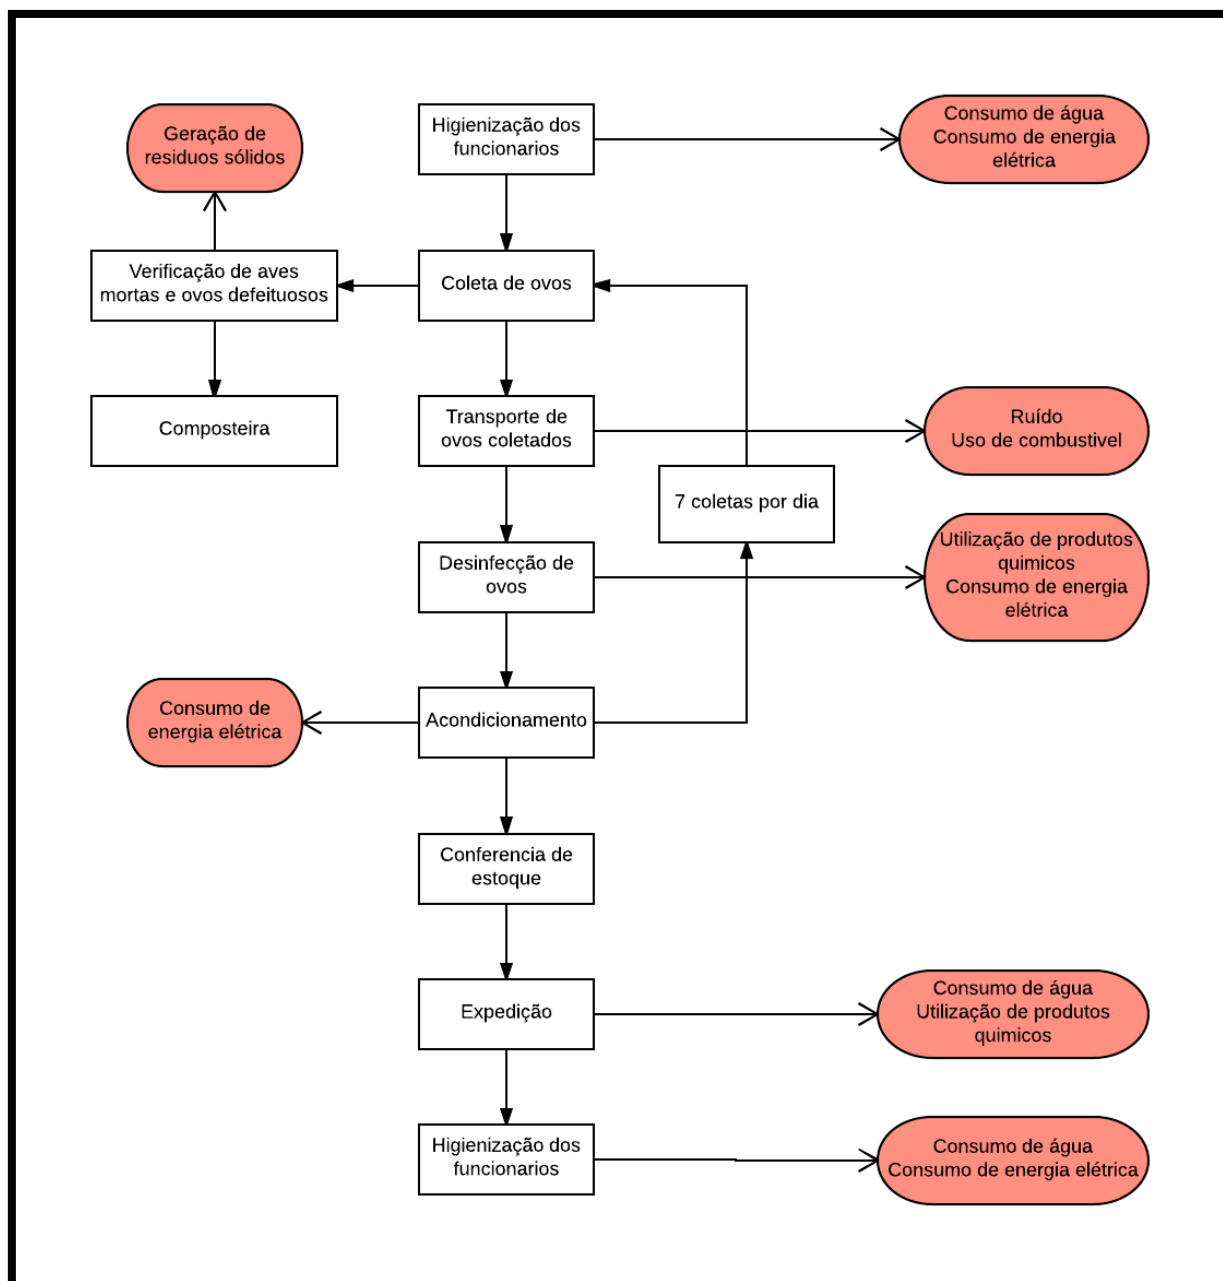 Geração de
residuos sólidos
Higienização dos
funcionarios
Consumo de água
Consumo de energia
elétrica
Verificação de aves
mortas e ovos defeituosos
Coleta de ovos
Composteira
Transporte de
ovos coletados
Ruído
Uso de combustivel
7 coletas por dia
Desinfecção de
ovos
Utilização de produtos
quimicos
Consumo de energia
elétrica
Consumo de
energia elétrica
Acondicionamento
Conferencia de
estoque
Expedição
Consumo de água
Utilização de produtos
quimicos
Higienização dos
funcionarios
Consumo de água
Consumo de energia elétrica